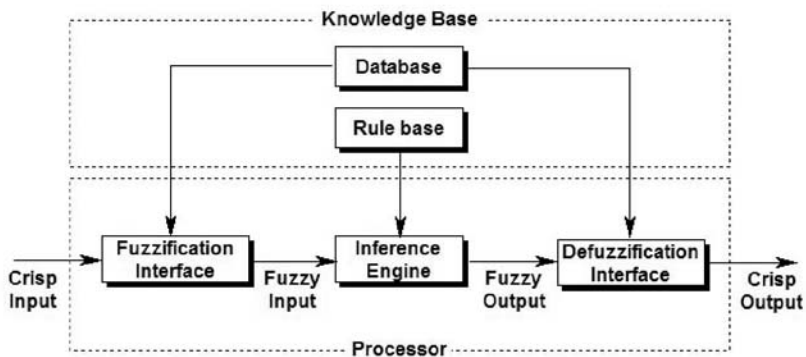 Knowledge Base
Database
Rule base
Fuzzification
Interface
Inference
Engine
Defuzzification
Interface
Crisp
Input
Fuzzy
Input
Fuzzy
Output
Crisp
Output
Processor